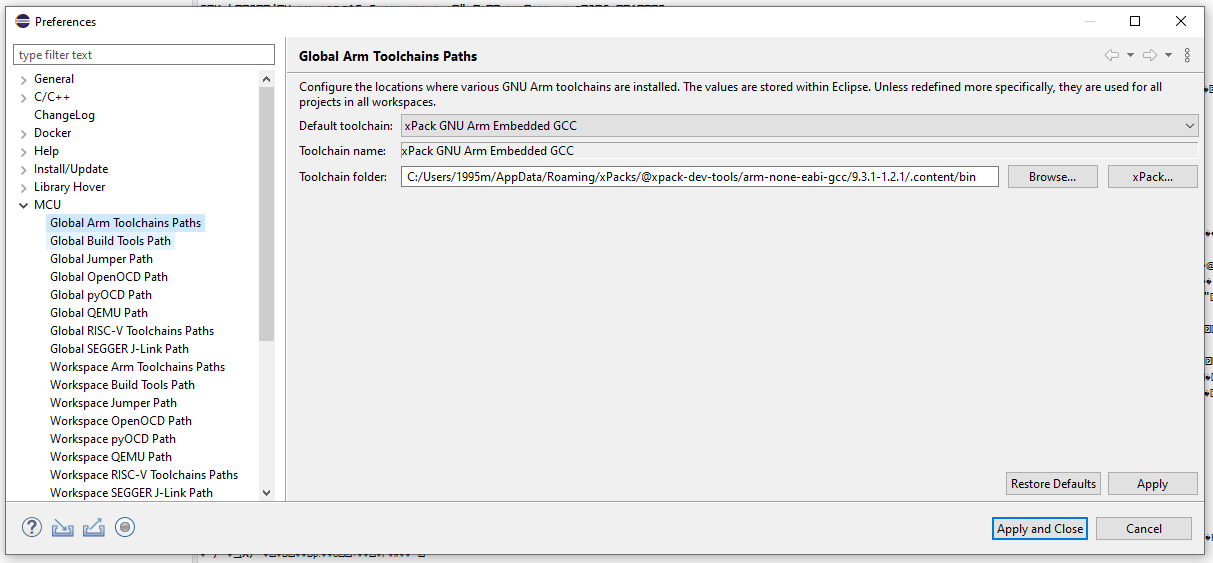 Preferences
type filter text
General
C/C++
ChangeLog
Docker
Help
Install/Update
Library Hover
MCU
Global Arm Toolchains Paths
Global Build Tools Path
Global Jumper Path
Global OpenOCD Path
Global pyOCD Path
Global QEMU Path
Global RISC-V Toolchains Paths
Global SEGGER J-Link Path
Workspace Arm Toolchains Paths
Workspace Build Tools Path
Workspace Jumper Path
Workspace OpenOCD Path
Workspace pyOCD Path
Workspace QEMU Path
Workspace RISC-V Toolchains Paths
Workspace SEGGER J-Link Path
Global Arm Toolchains Paths
Configure the locations where various GNU Arm toolchains are installed. The values are stored within Eclipse. Unless redefined more specifically, they are used for all
projects in all workspaces.
Default toolchain: xPack GNU Arm Embedded GCC
Toolchain name: xPack GNU Arm Embedded GCC
Toolchain folder: C:/Users/1995m/AppData/Roaming/xPacks/@xpack-dev-tools/arm-none-eabi-gcc/9.3.1-1.2.1/.content/bin Browse... xPack...
Restore Defaults Apply
Apply and Close Cancel